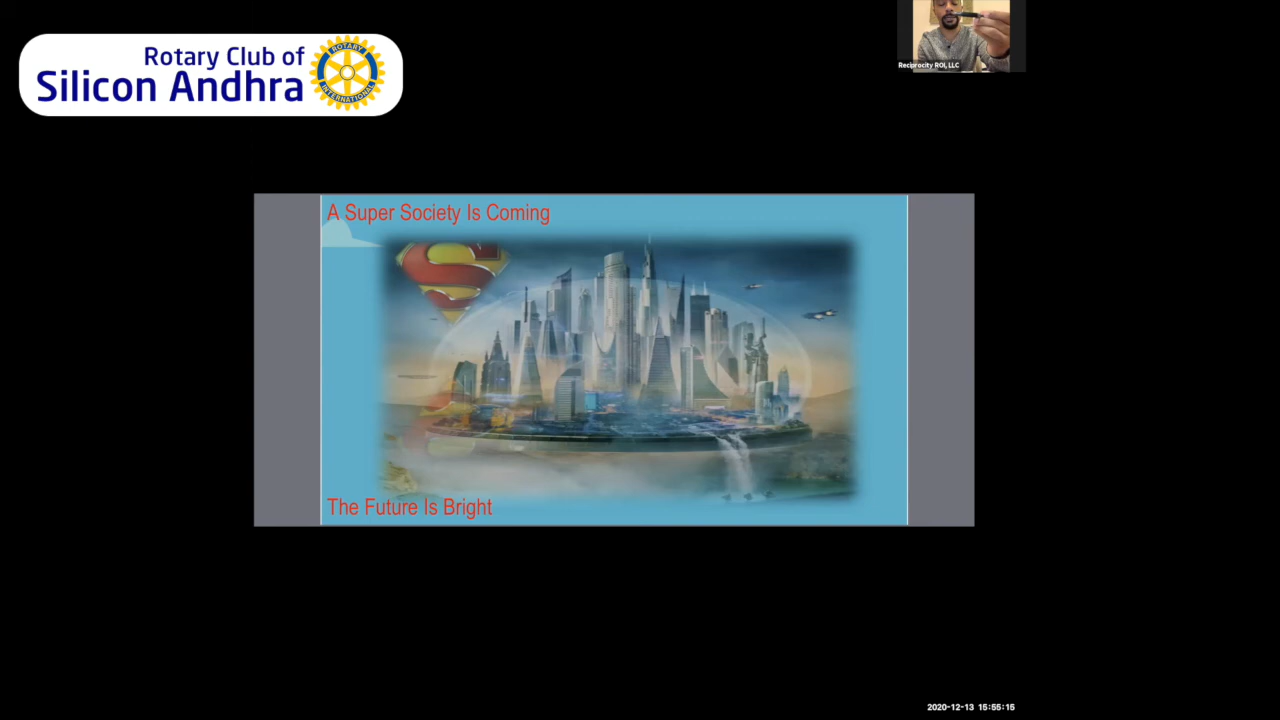 Rotary Club of
Silicon Andhra
ROTARY
INTERNATIONAL
Reciprocity ROI, LLC
A Super Society Is Coming
S
The Future Is Bright
2020-12-13 15:55:15